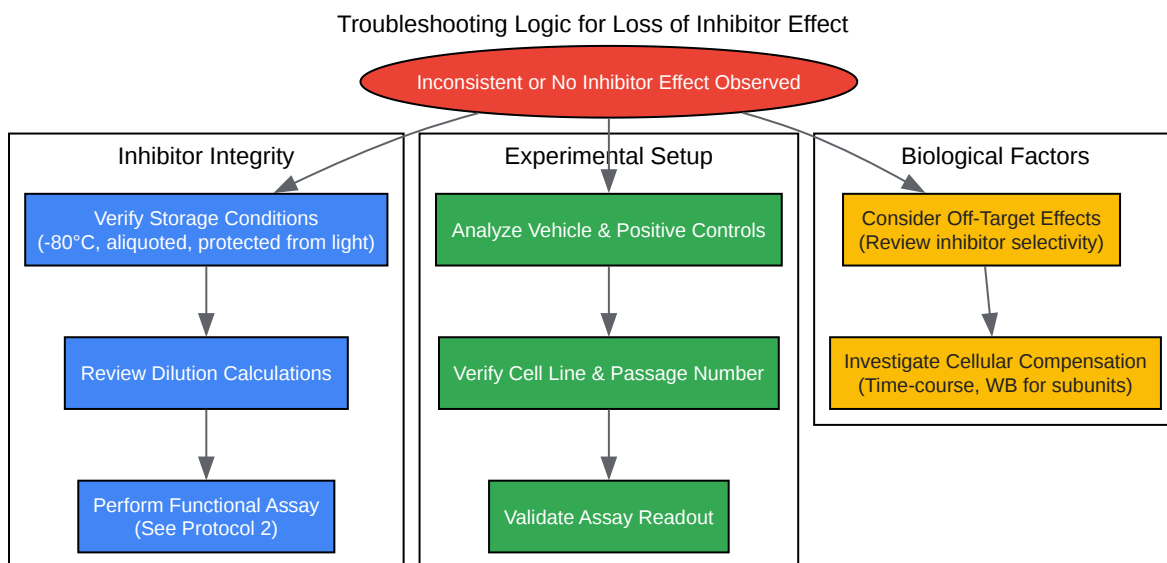 Troubleshooting Logic for Loss of Inhibitor Effect
Inconsistent or No Inhibitor Effect Observed
Inhibitor Integrity
Verify Storage Conditions
(-80°C, aliquoted, protected from light)
Review Dilution Calculations
Perform Functional Assay
(See Protocol 2)
Experimental Setup
Analyze Vehicle & Positive Controls
Verify Cell Line & Passage Number
Validate Assay Readout
Biological Factors
Consider Off-Target Effects
(Review inhibitor selectivity)
Investigate Cellular Compensation
(Time-course, WB for subunits)